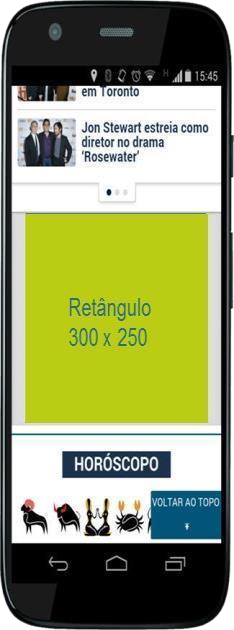 H
15:45
em Toronto
Jon Stewart estreia como
diretor no drama
‘Rosewater’
Retângulo
300 x 250
HORÓSCOPO
VOLTAR AO TOPO